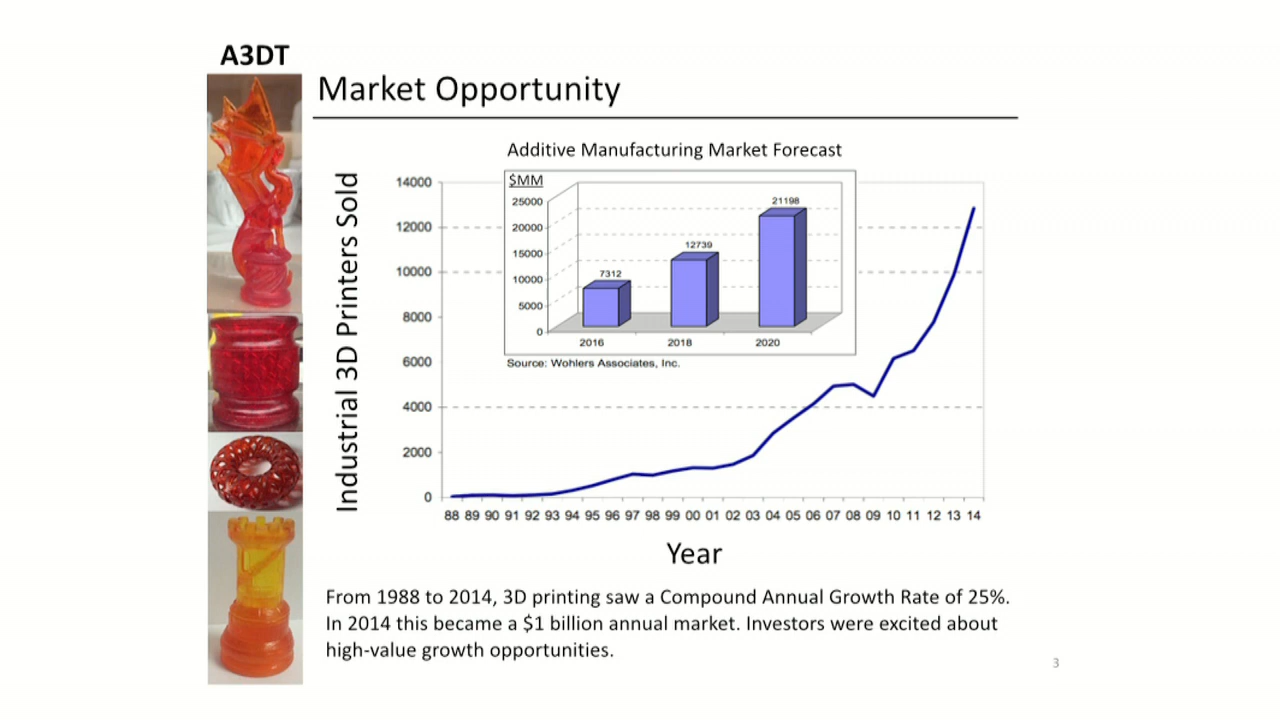 A3DT
Market Opportunity
Additive Manufacturing Market Forecast
Industrial 3D Printers Sold
14000
12000
10000
8000
6000
4000
2000
0
$MM
25000
20000
15000
10000
5000
0
7312
12739
21198
2016 2018 2020
Source: Wohlers Associates, Inc.
88 89 90 91 92 93 94 95 96 97 98 99 00 01 02 03 04 05 06 07 08 09 10 11 12 13 14
Year
From 1988 to 2014, 3D printing saw a Compound Annual Growth Rate of 25%.
In 2014 this became a $1 billion annual market. Investors were excited about
high-value growth opportunities.
3